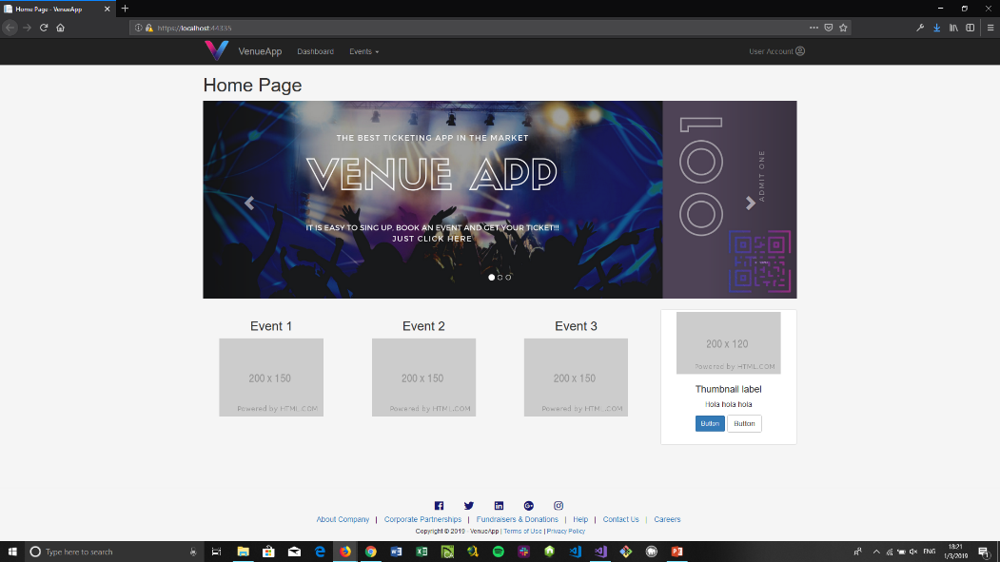 Home Page - VenueApp
https://localhost:44335
VenueApp
Dashboard
Events
User Account
Home Page
THE BEST TICKETING APP IN THE MARKET
VENUE APP
IT IS EASY TO SING UP, BOOK AN EVENT AND GET YOUR TICKET!!!
JUST CLICK HERE
001
ADMIT ONE
Event 1
200 x 150
Powered by HTML.COM
Event 2
200 x 150
Powered by HTML.COM
Event 3
200 x 150
Powered by HTML.COM
200 x 120
Powered by HTML.COM
Thumbnail label
Hola hola hola
Button
Button
About Company | Corporate Partnerships | Fundraisers & Donations | Help | Contact Us | Careers
Copyright © 2019 - VenueApp | Terms of Use | Privacy Policy
Type here to search
ENG
18:21
1/3/2019